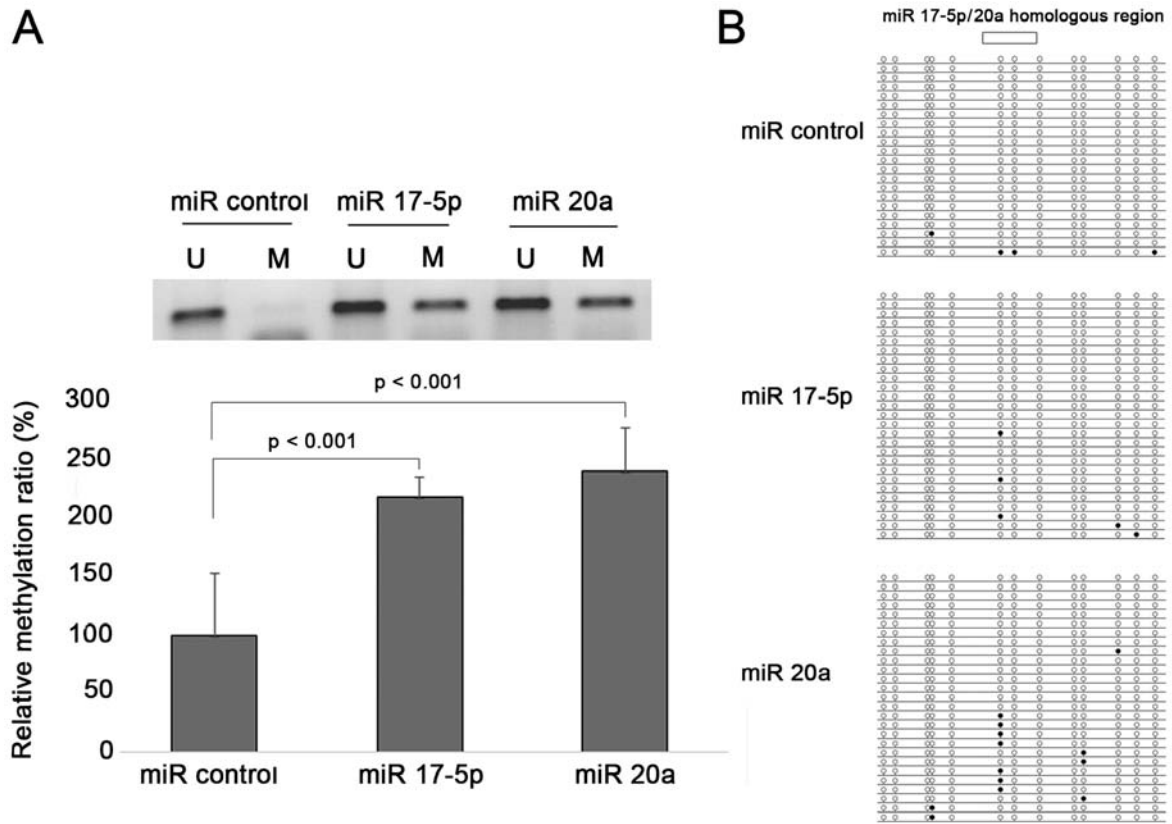 A
miR control miR 17-5p miR 20a
U M U M U M
Relative methylation ratio (%)
300
250
200
150
100
50
0
p < 0.001
p < 0.001
miR control miR 17-5p miR 20a
B
miR 17-5p/20a homologous region
miR control
miR 17-5p
miR 20a